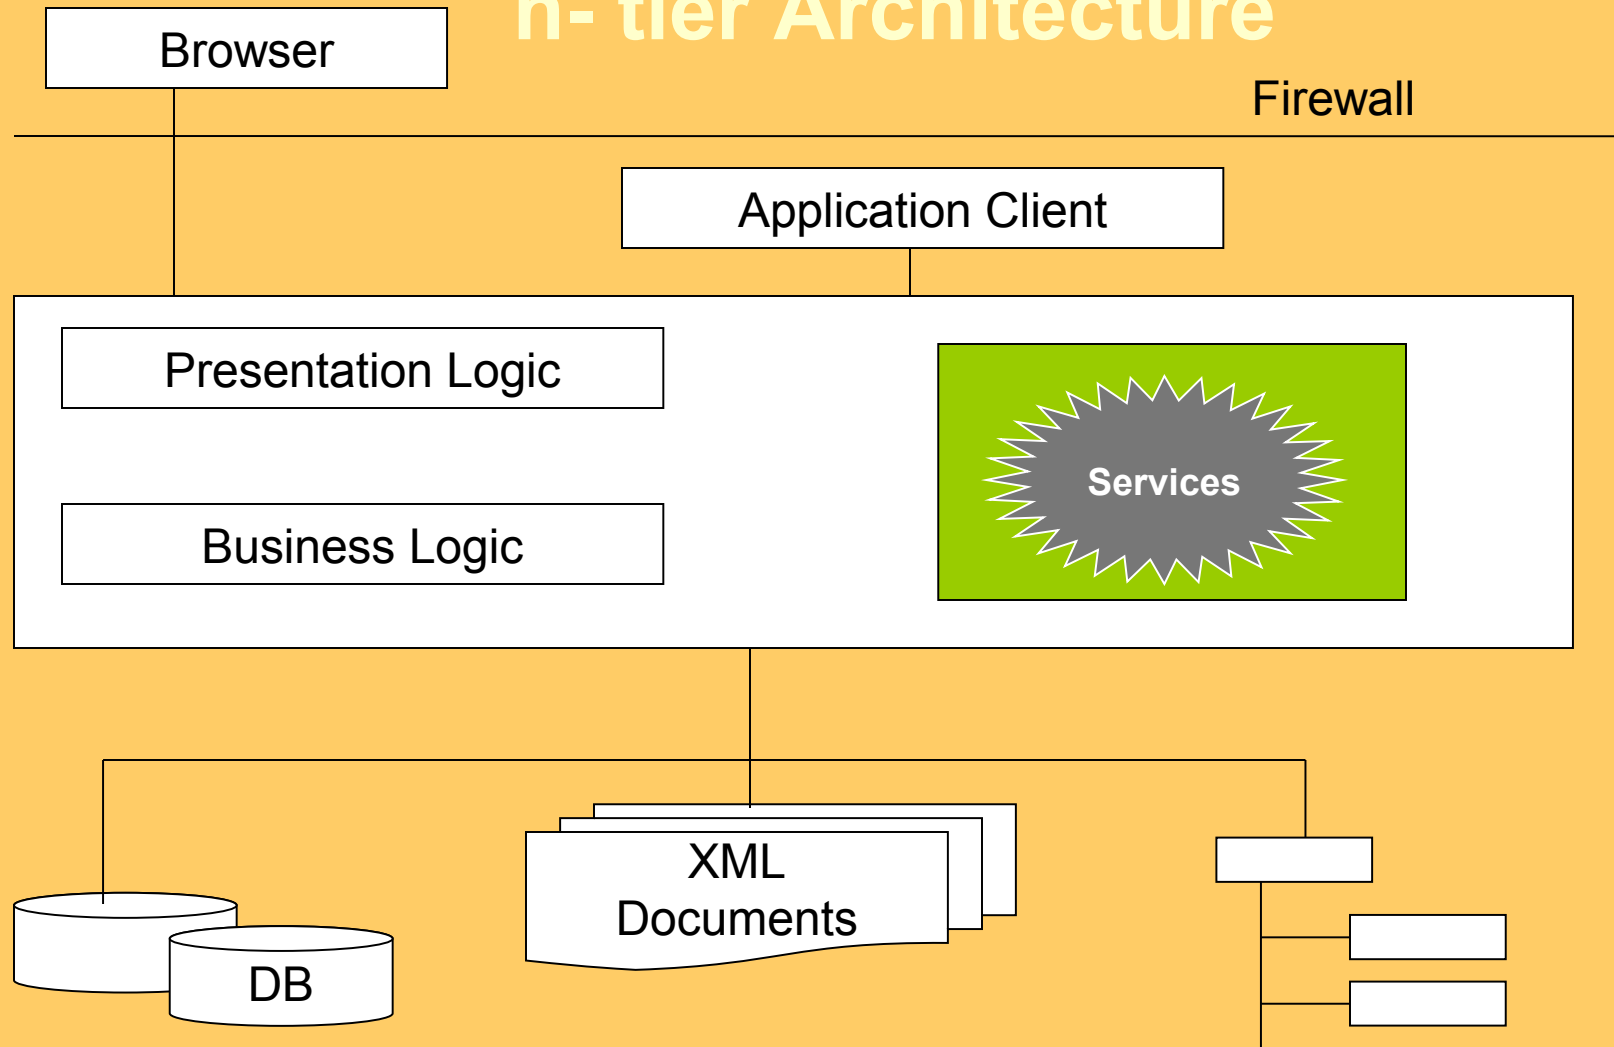 n- tier Architecture
Browser
Firewall
Application Client
Presentation Logic
Services
Business Logic
XML
Documents
DB